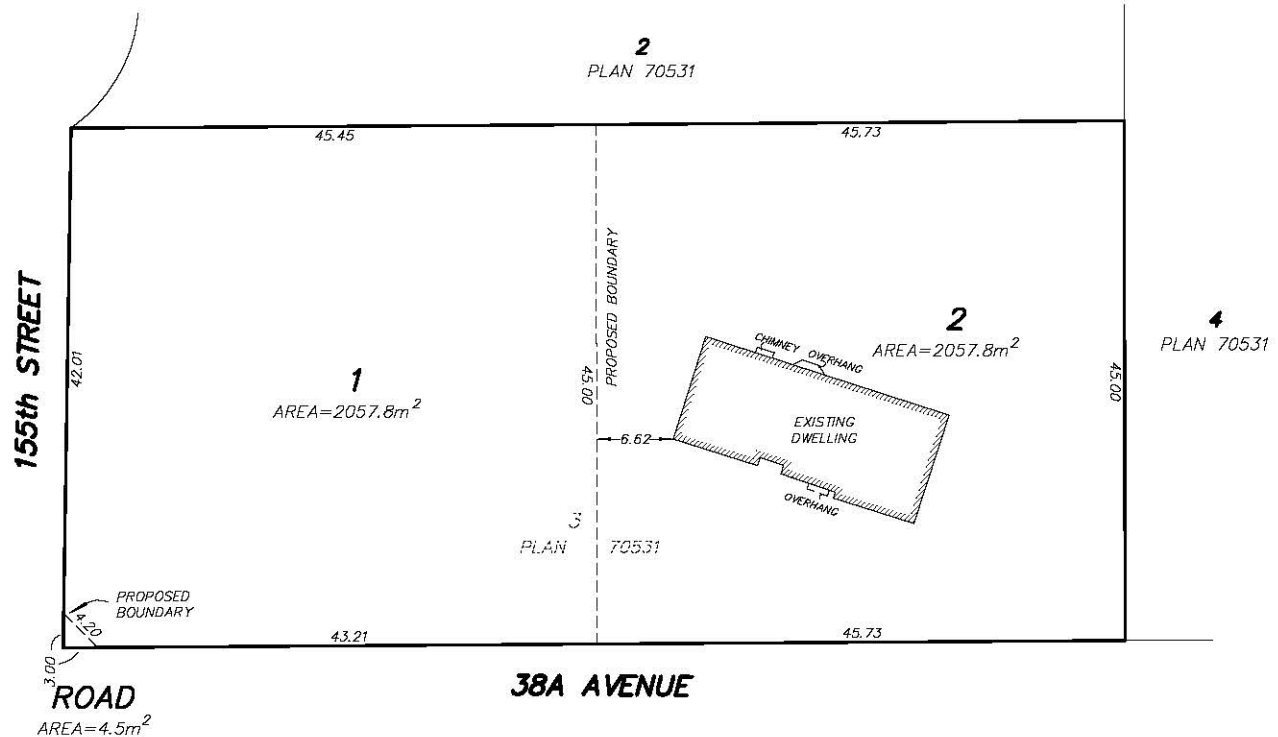 2
PLAN 70531
45.45
45.73
155th STREET
42.01
1
AREA=2057.8m²
45.00
PROPOSED BOUNDARY
6.62
CHIMNEY OVERHANG
EXISTING
DWELLING
OVERHANG
2
AREA=2057.8m²
45.00
4
PLAN 70531
3
PLAN 70531
PROPOSED
BOUNDARY
4.20
3.00
43.21
45.73
38A AVENUE
ROAD
AREA=4.5m²